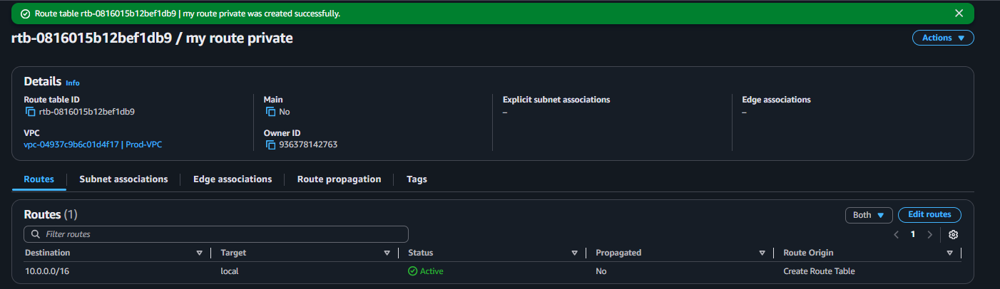 Route table rtb-0816015b12bef1db9 | my route private was created successfully.
rtb-0816015b12bef1db9 / my route private
Actions
Details Info
Route table ID
rtb-0816015b12bef1db9
Main
No
Explicit subnet associations
–
Edge associations
–
VPC
vpc-04937c9b6c01d4f17 | Prod-VPC
Owner ID
936378142763
Routes
Subnet associations
Edge associations
Route propagation
Tags
Routes (1)
Both
Edit routes
Filter routes
1
Destination Target Status Propagated Route Origin
10.0.0.0/16 local Active No Create Route Table